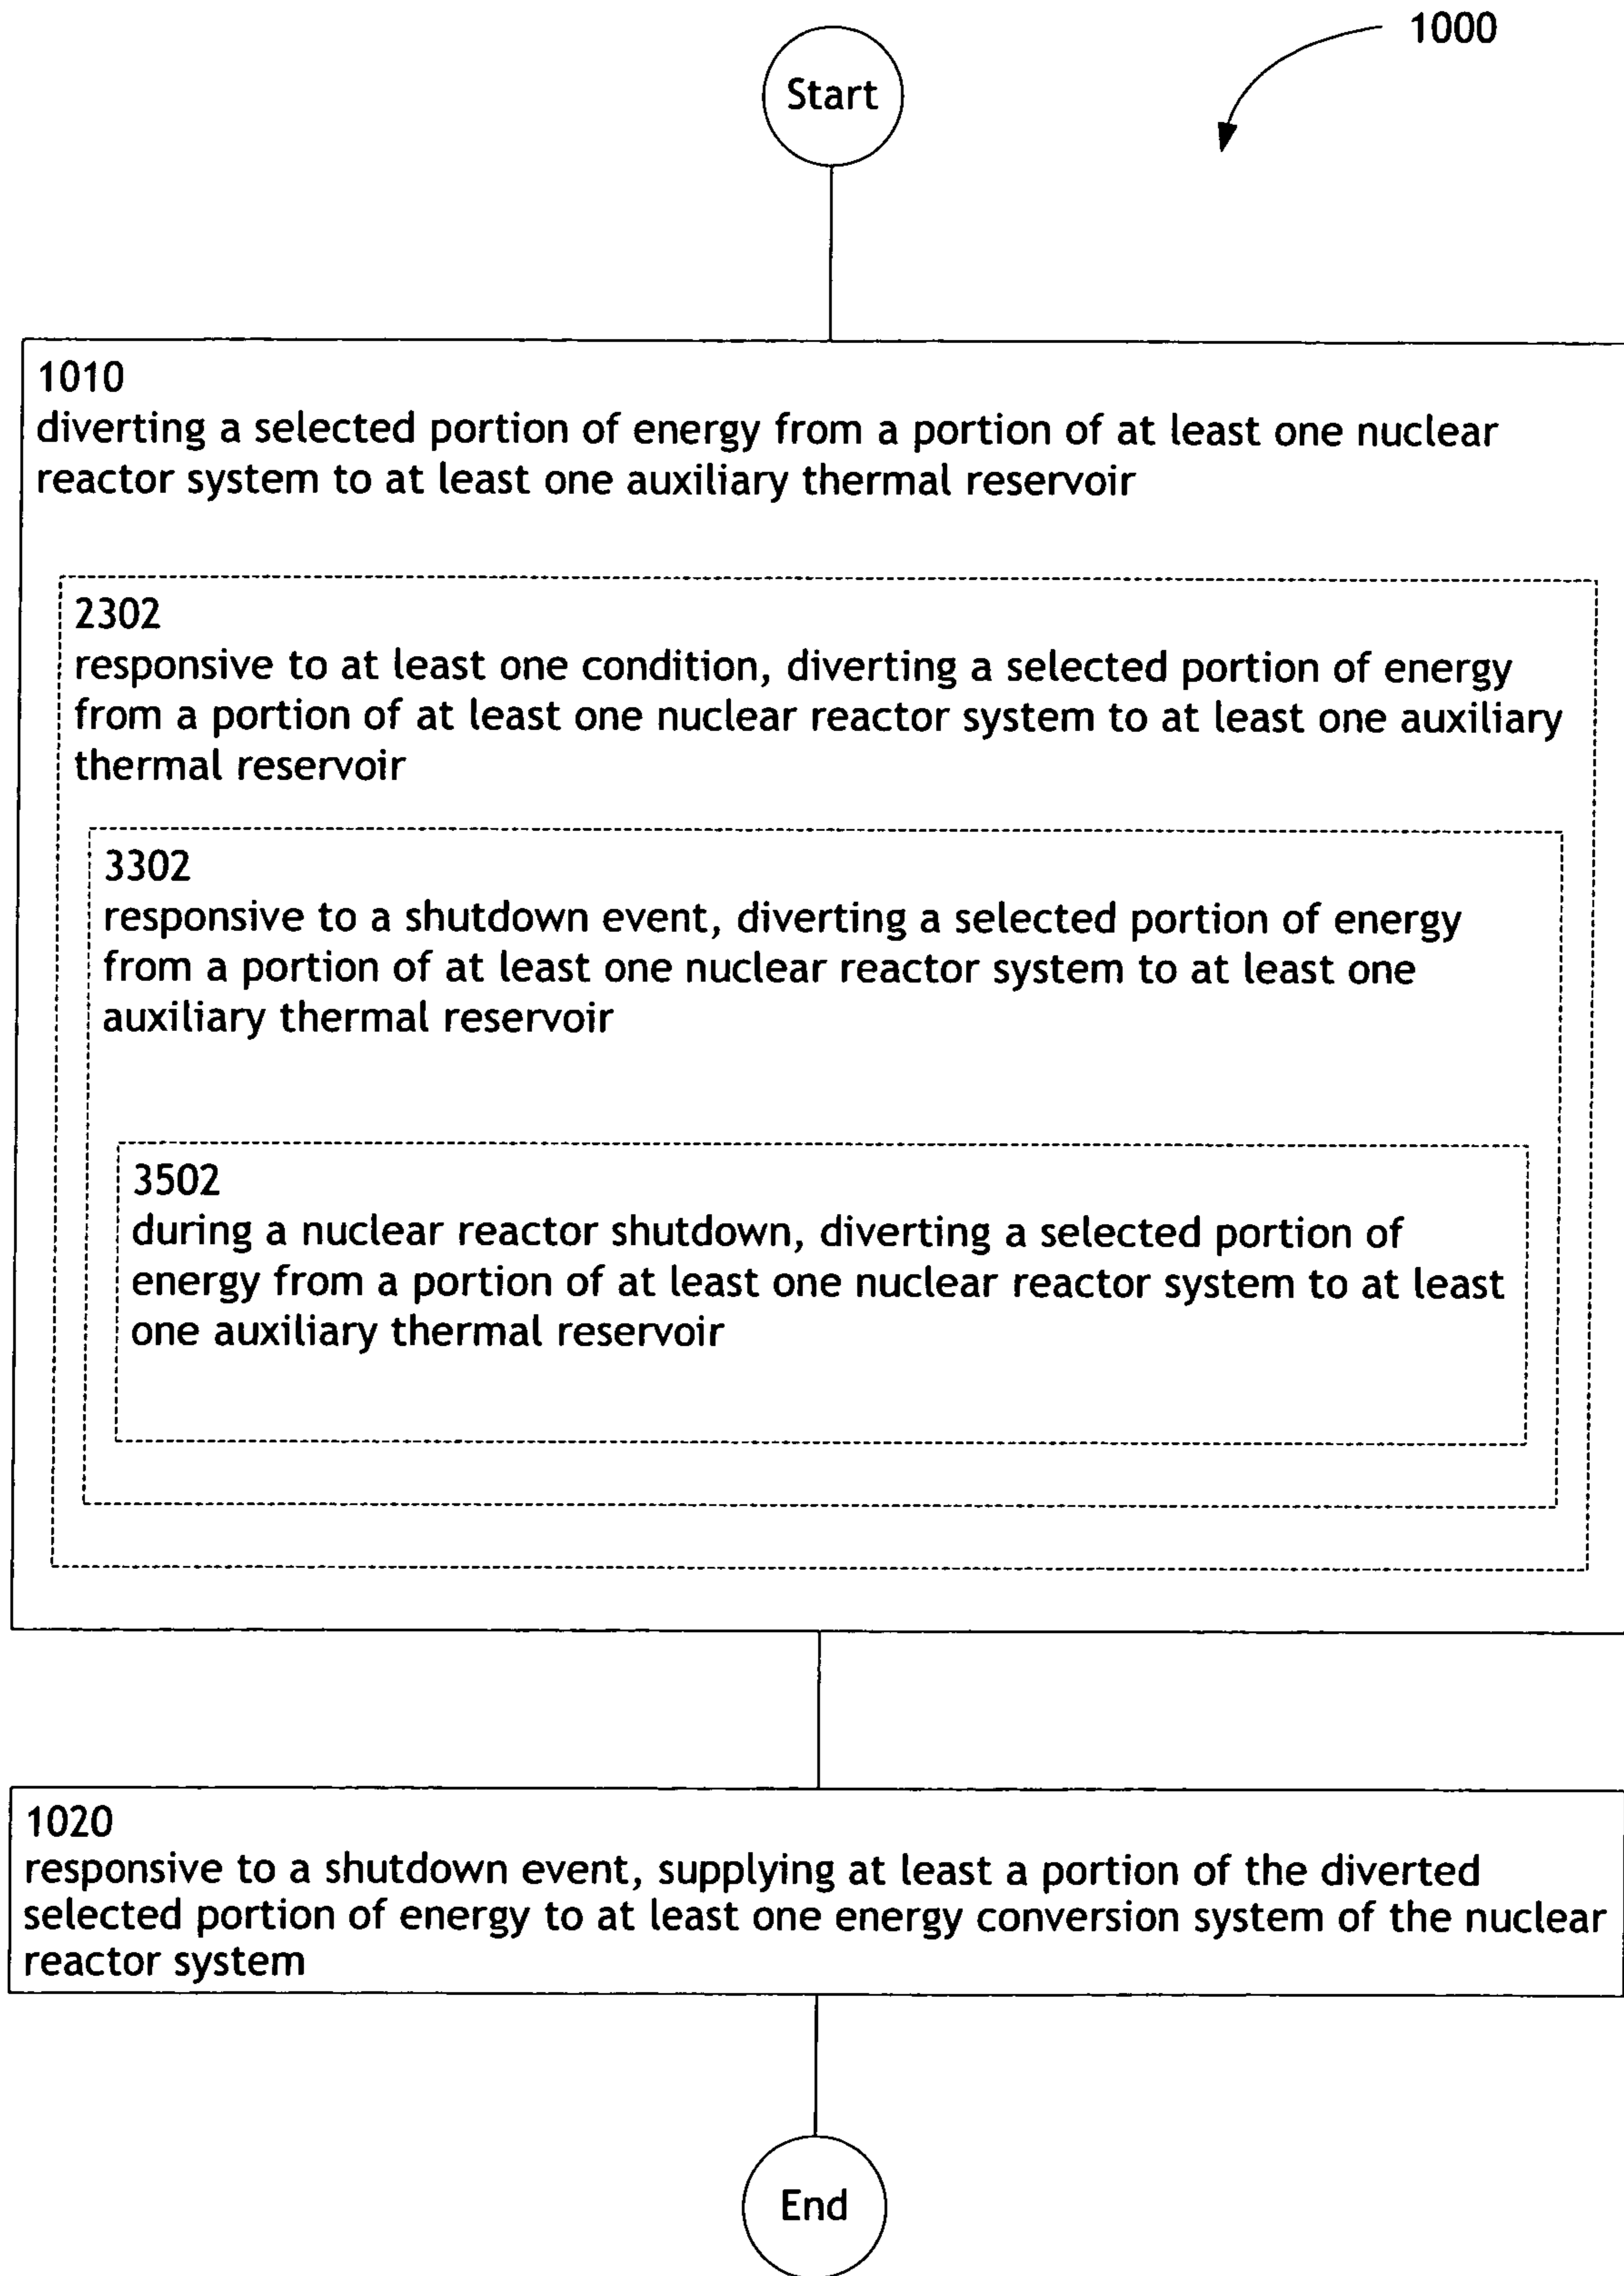 1000
Start
1010
diverting a selected portion of energy from a portion of at least one nuclear
reactor system to at least one auxiliary thermal reservoir
2302
responsive to at least one condition, diverting a selected portion of energy
from a portion of at least one nuclear reactor system to at least one auxiliary
thermal reservoir
3302
responsive to a shutdown event, diverting a selected portion of energy
from a portion of at least one nuclear reactor system to at least one
auxiliary thermal reservoir
3502
during a nuclear reactor shutdown, diverting a selected portion of
energy from a portion of at least one nuclear reactor system to at least
one auxiliary thermal reservoir
1020
responsive to a shutdown event, supplying at least a portion of the diverted
selected portion of energy to at least one energy conversion system of the nuclear
reactor system
End